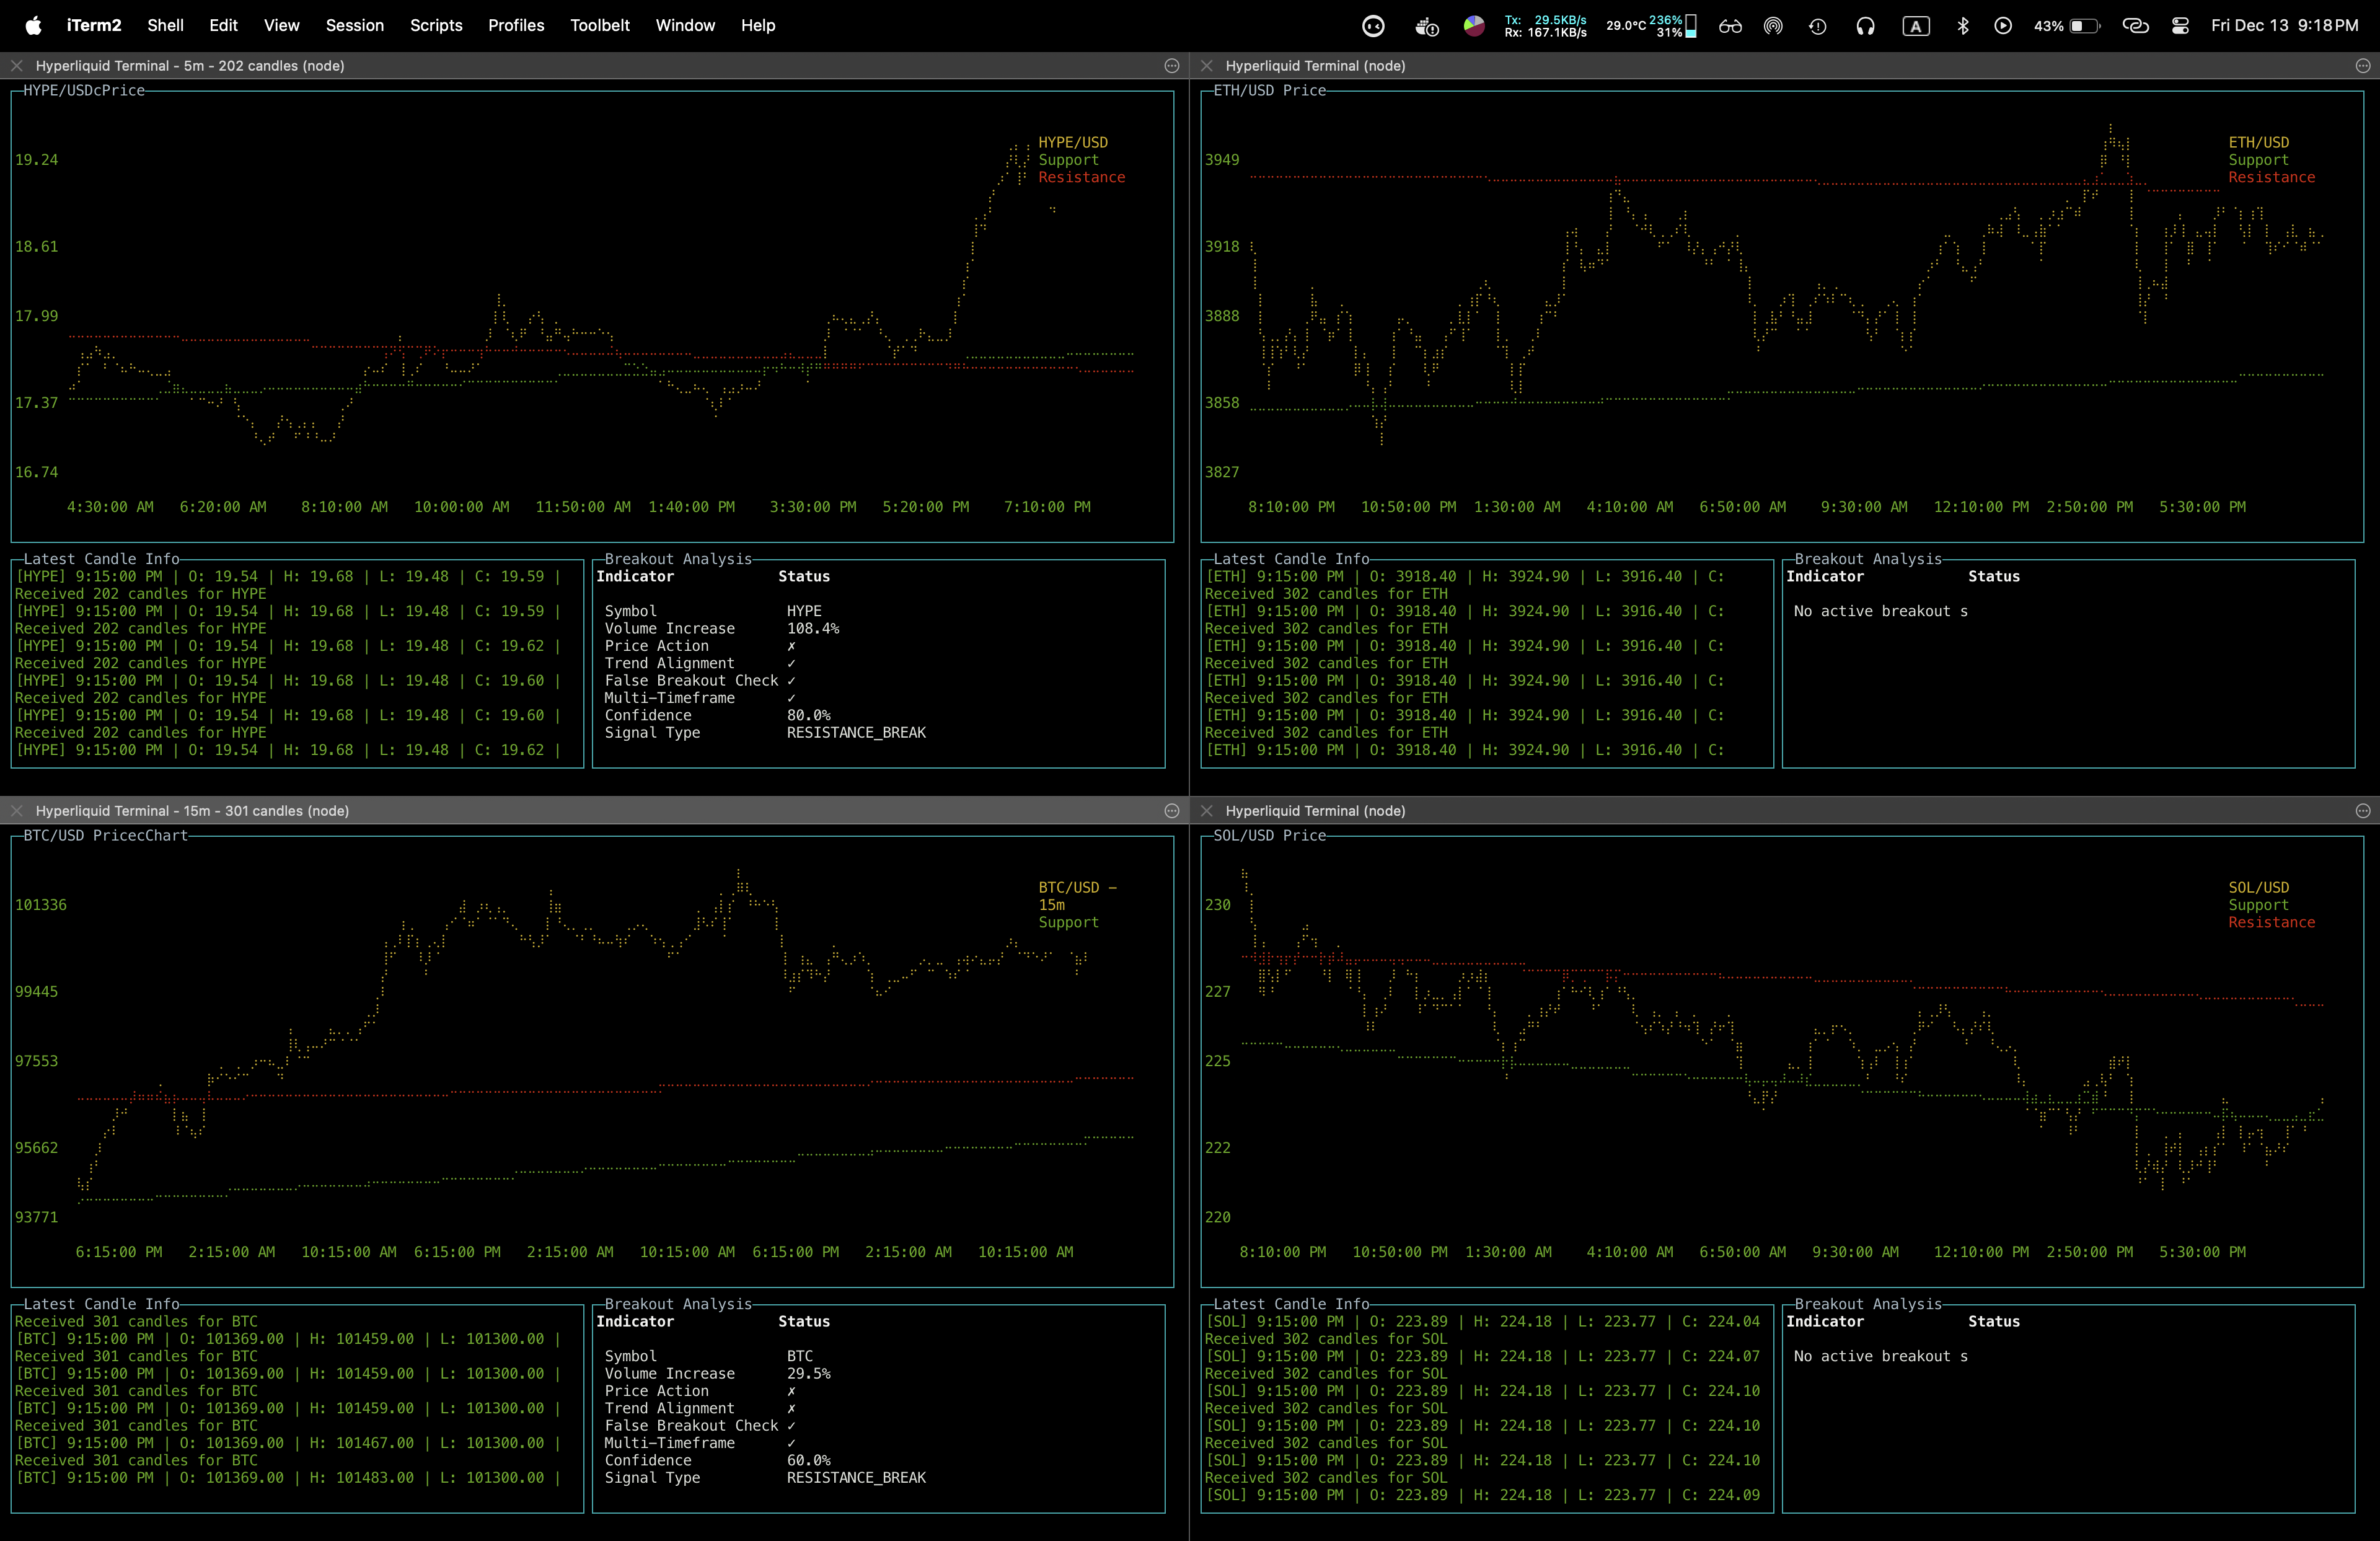 iTerm2 Shell Edit View Session Scripts Profiles Toolbelt Window Help
Tx: 29.5KB/s
Rx: 167.1KB/s
29.0°C 236%
31%
A
43%
Fri Dec 13 9:18 PM
Hyperliquid Terminal - 5m - 202 candles (node)
HYPE/USDcPrice
HYPE/USD
Support
Resistance
19.24
18.61
17.99
17.37
16.74
4:30:00 AM 6:20:00 AM 8:10:00 AM 10:00:00 AM 11:50:00 AM 1:40:00 PM 3:30:00 PM 5:20:00 PM 7:10:00 PM
Latest Candle Info
[HYPE] 9:15:00 PM | O: 19.54 | H: 19.68 | L: 19.48 | C: 19.59 |
Received 202 candles for HYPE
[HYPE] 9:15:00 PM | O: 19.54 | H: 19.68 | L: 19.48 | C: 19.59 |
Received 202 candles for HYPE
[HYPE] 9:15:00 PM | O: 19.54 | H: 19.68 | L: 19.48 | C: 19.62 |
Received 202 candles for HYPE
[HYPE] 9:15:00 PM | O: 19.54 | H: 19.68 | L: 19.48 | C: 19.60 |
Received 202 candles for HYPE
[HYPE] 9:15:00 PM | O: 19.54 | H: 19.68 | L: 19.48 | C: 19.60 |
Received 202 candles for HYPE
[HYPE] 9:15:00 PM | O: 19.54 | H: 19.68 | L: 19.48 | C: 19.62 |
Breakout Analysis
Indicator Status
Symbol HYPE
Volume Increase 108.4%
Price Action ✗
Trend Alignment ✓
False Breakout Check ✓
Multi-Timeframe ✓
Confidence 80.0%
Signal Type RESISTANCE_BREAK
Hyperliquid Terminal (node)
ETH/USD Price
ETH/USD
Support
Resistance
3949
3918
3888
3858
3827
8:10:00 PM 10:50:00 PM 1:30:00 AM 4:10:00 AM 6:50:00 AM 9:30:00 AM 12:10:00 PM 2:50:00 PM 5:30:00 PM
Latest Candle Info
[ETH] 9:15:00 PM | O: 3918.40 | H: 3924.90 | L: 3916.40 | C:
Received 302 candles for ETH
[ETH] 9:15:00 PM | O: 3918.40 | H: 3924.90 | L: 3916.40 | C:
Received 302 candles for ETH
[ETH] 9:15:00 PM | O: 3918.40 | H: 3924.90 | L: 3916.40 | C:
Received 302 candles for ETH
[ETH] 9:15:00 PM | O: 3918.40 | H: 3924.90 | L: 3916.40 | C:
Received 302 candles for ETH
[ETH] 9:15:00 PM | O: 3918.40 | H: 3924.90 | L: 3916.40 | C:
Received 302 candles for ETH
[ETH] 9:15:00 PM | O: 3918.40 | H: 3924.90 | L: 3916.40 | C:
Breakout Analysis
Indicator Status
No active breakout s
Hyperliquid Terminal - 15m - 301 candles (node)
BTC/USD PricecChart
BTC/USD –
15m
Support
101336
99445
97553
95662
93771
6:15:00 PM 2:15:00 AM 10:15:00 AM 6:15:00 PM 2:15:00 AM 10:15:00 AM 6:15:00 PM 2:15:00 AM 10:15:00 AM
Latest Candle Info
Received 301 candles for BTC
[BTC] 9:15:00 PM | O: 101369.00 | H: 101459.00 | L: 101300.00 |
Received 301 candles for BTC
[BTC] 9:15:00 PM | O: 101369.00 | H: 101459.00 | L: 101300.00 |
Received 301 candles for BTC
[BTC] 9:15:00 PM | O: 101369.00 | H: 101459.00 | L: 101300.00 |
Received 301 candles for BTC
[BTC] 9:15:00 PM | O: 101369.00 | H: 101467.00 | L: 101300.00 |
Received 301 candles for BTC
[BTC] 9:15:00 PM | O: 101369.00 | H: 101483.00 | L: 101300.00 |
Breakout Analysis
Indicator Status
Symbol BTC
Volume Increase 29.5%
Price Action ✗
Trend Alignment ✗
False Breakout Check ✓
Multi-Timeframe ✓
Confidence 60.0%
Signal Type RESISTANCE_BREAK
Hyperliquid Terminal (node)
SOL/USD Price
SOL/USD
Support
Resistance
230
227
225
222
220
8:10:00 PM 10:50:00 PM 1:30:00 AM 4:10:00 AM 6:50:00 AM 9:30:00 AM 12:10:00 PM 2:50:00 PM 5:30:00 PM
Latest Candle Info
[SOL] 9:15:00 PM | O: 223.89 | H: 224.18 | L: 223.77 | C: 224.04
Received 302 candles for SOL
[SOL] 9:15:00 PM | O: 223.89 | H: 224.18 | L: 223.77 | C: 224.07
Received 302 candles for SOL
[SOL] 9:15:00 PM | O: 223.89 | H: 224.18 | L: 223.77 | C: 224.10
Received 302 candles for SOL
[SOL] 9:15:00 PM | O: 223.89 | H: 224.18 | L: 223.77 | C: 224.10
Received 302 candles for SOL
[SOL] 9:15:00 PM | O: 223.89 | H: 224.18 | L: 223.77 | C: 224.10
Received 302 candles for SOL
[SOL] 9:15:00 PM | O: 223.89 | H: 224.18 | L: 223.77 | C: 224.09
Breakout Analysis
Indicator Status
No active breakout s